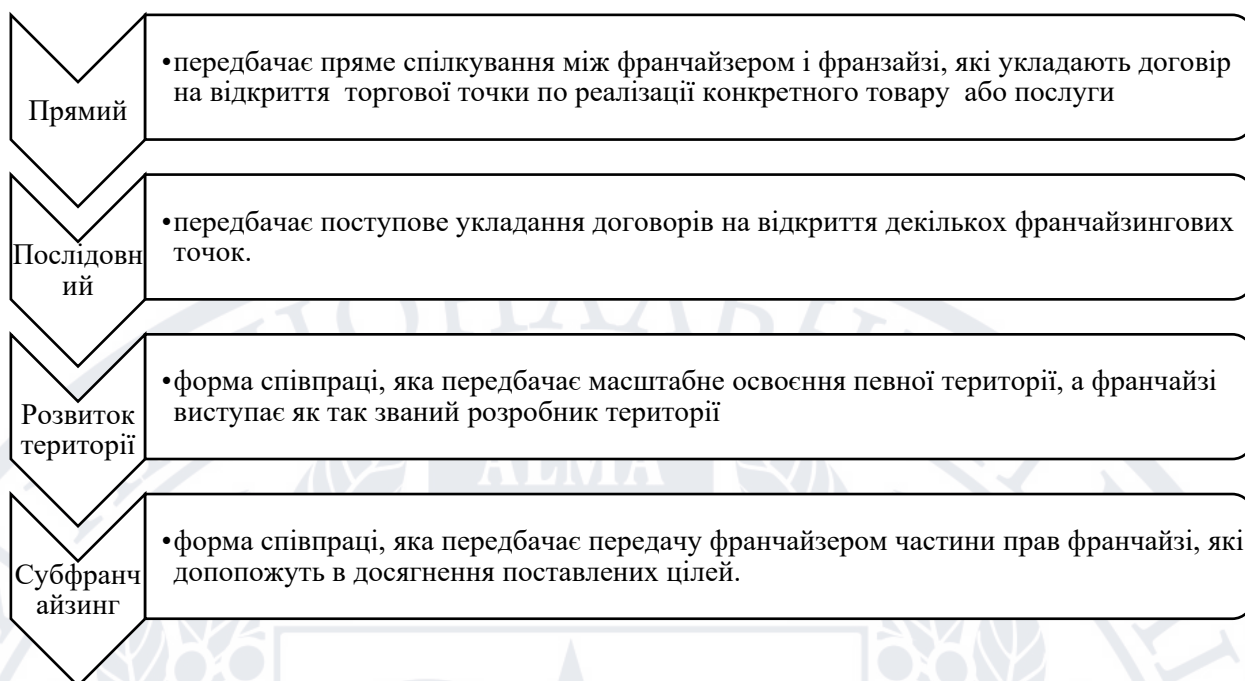 Прямий
•передбачає пряме спілкування між франчайзером і франзайзі, які укладають договір
на відкриття торгової точки по реалізації конкретного товару або послуги
Послідовн
ий
•передбачає поступове укладання договорів на відкриття декількох франчайзингових
точок.
Розвиток
території
•форма співпраці, яка передбачає масштабне освоєння певної території, а франчайзі
виступає як так званий розробник території
Субфранч
айзинг
•форма співпраці, яка передбачає передачу франчайзером частини прав франчайзі, які
допопожуть в досягнення поставлених цілей.
ALMA